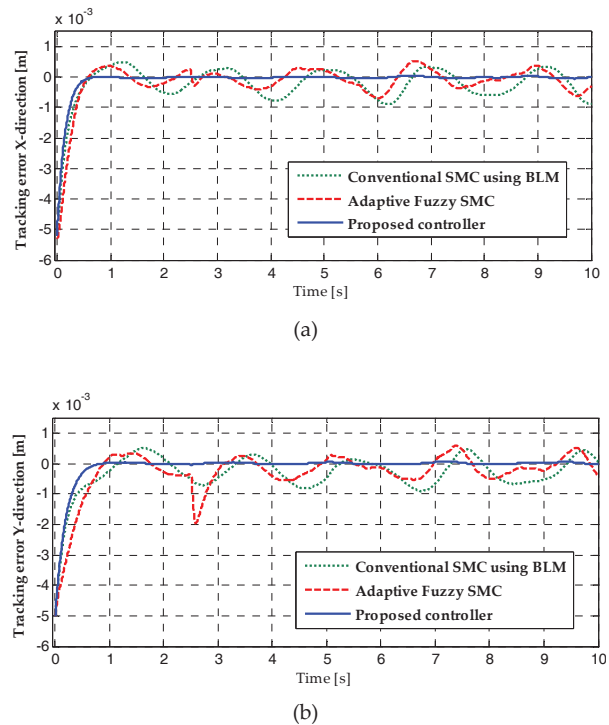 x 10⁻³
Tracking error X-direction [m]
1
0
-1
-2
-3
-4
-5
-6
Conventional SMC using BLM
Adaptive Fuzzy SMC
Proposed controller
0 1 2 3 4 5 6 7 8 9 10
Time [s]
(a)
x 10⁻³
Tracking error Y-direction [m]
1
0
-1
-2
-3
-4
-5
-6
Conventional SMC using BLM
Adaptive Fuzzy SMC
Proposed controller
0 1 2 3 4 5 6 7 8 9 10
Time [s]
(b)